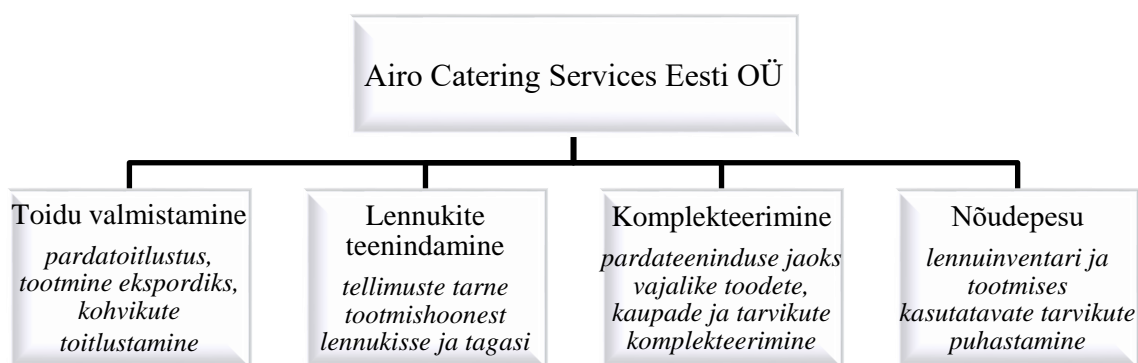 Airo Catering Services Eesti OÜ
Toidu valmistamine
pardatoitlustus,
tootmine ekspordiks,
kohvikute
toitlustamine
Lennukite
teenindamine
tellimuste tarne
tootmishoonest
lennukisse ja tagasi
Komplekteerimine
pardateeninduse jaoks
vajalike toodete,
kaupade ja tarvikute
komplekteerimine
Nõudepesu
lennuinventari ja
tootmises
kasutatavate tarvikute
puhastamine